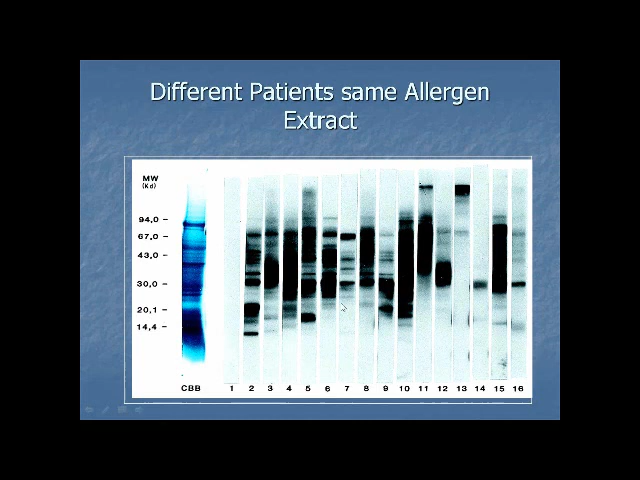 Different Patients same Allergen
Extract
MW
(Kd)
94,0 -
67,0 -
43,0 -
30,0 -
20,1 -
14,4 -
CBB 1 2 3 4 5 6 7 8 9 10 11 12 13 14 15 16